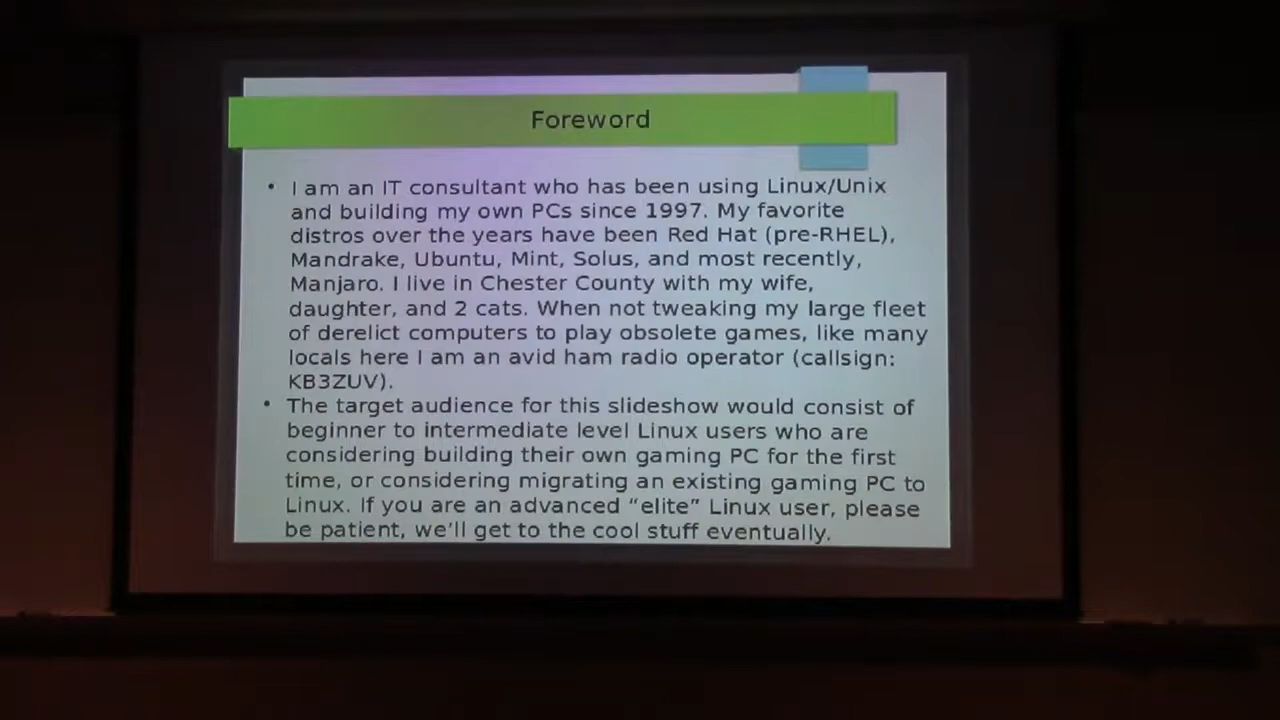 Foreword
• I am an IT consultant who has been using Linux/Unix
and building my own PCs since 1997. My favorite
distros over the years have been Red Hat (pre-RHEL),
Mandrake, Ubuntu, Mint, Solus, and most recently,
Manjaro. I live in Chester County with my wife,
daughter, and 2 cats. When not tweaking my large fleet
of derelict computers to play obsolete games, like many
locals here I am an avid ham radio operator (callsign:
KB3ZUV).
• The target audience for this slideshow would consist of
beginner to intermediate level Linux users who are
considering building their own gaming PC for the first
time, or considering migrating an existing gaming PC to
Linux. If you are an advanced “elite” Linux user, please
be patient, we’ll get to the cool stuff eventually.